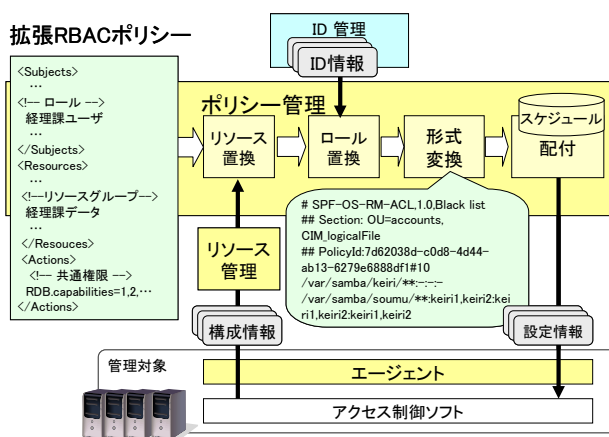 拡張RBACポリシー
<Subjects>
…
<!-- ロール -->
経理課ユーザ
…
</Subjects>
<Resources>
…
<!--リソースグループ-->
経理課データ
…
</Resouces>
<Actions>
<!-- 共通権限 -->
RDB.capabilities=1,2,…
</Actions>
ID 管理
ID情報
ポリシー管理
リソース
置換
ロール
置換
形式
変換
スケジュール
配付
リソース
管理
# SPF-OS-RM-ACL,1.0,Black list
## Section: OU=accounts,
CIM_logicalFile
## PolicyId:7d62038d-c0d8-4d44-
ab13-6279e6888df1#10
/var/samba/keiri/**:-:-:-
/var/samba/soumu/**:keiri1,keiri2:kei
ri1,keiri2:keiri1,keiri2
構成情報
設定情報
管理対象
エージェント
アクセス制御ソフト